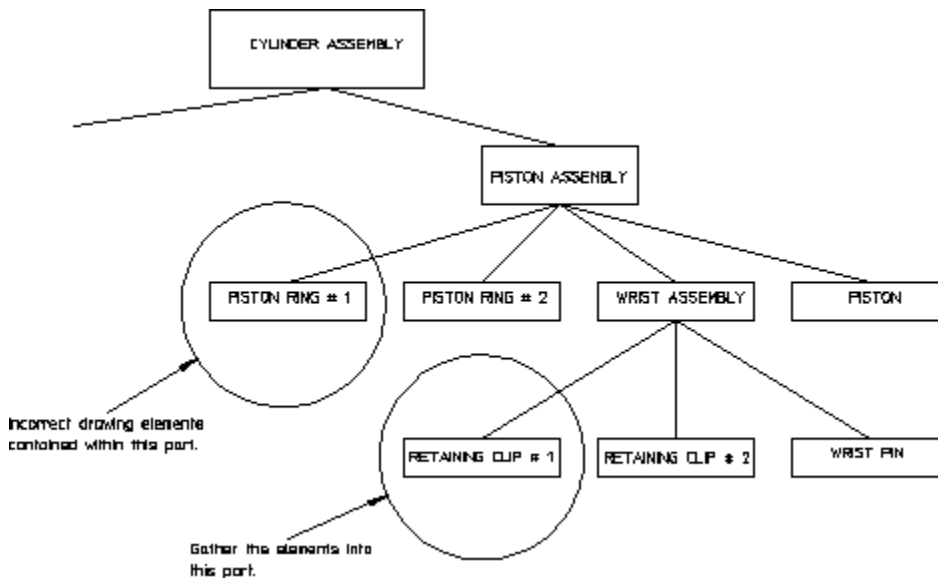 CYLINDER ASSEMBLY
PISTON ASSEMBLY
PISTON RING # 1
PISTON RING # 2
WRIST ASSEMBLY
PISTON
Incorrect drawing elements
contained within this part.
RETAINING CLIP # 1
RETAINING CLIP # 2
WRIST PIN
Gather the elements into
this part.